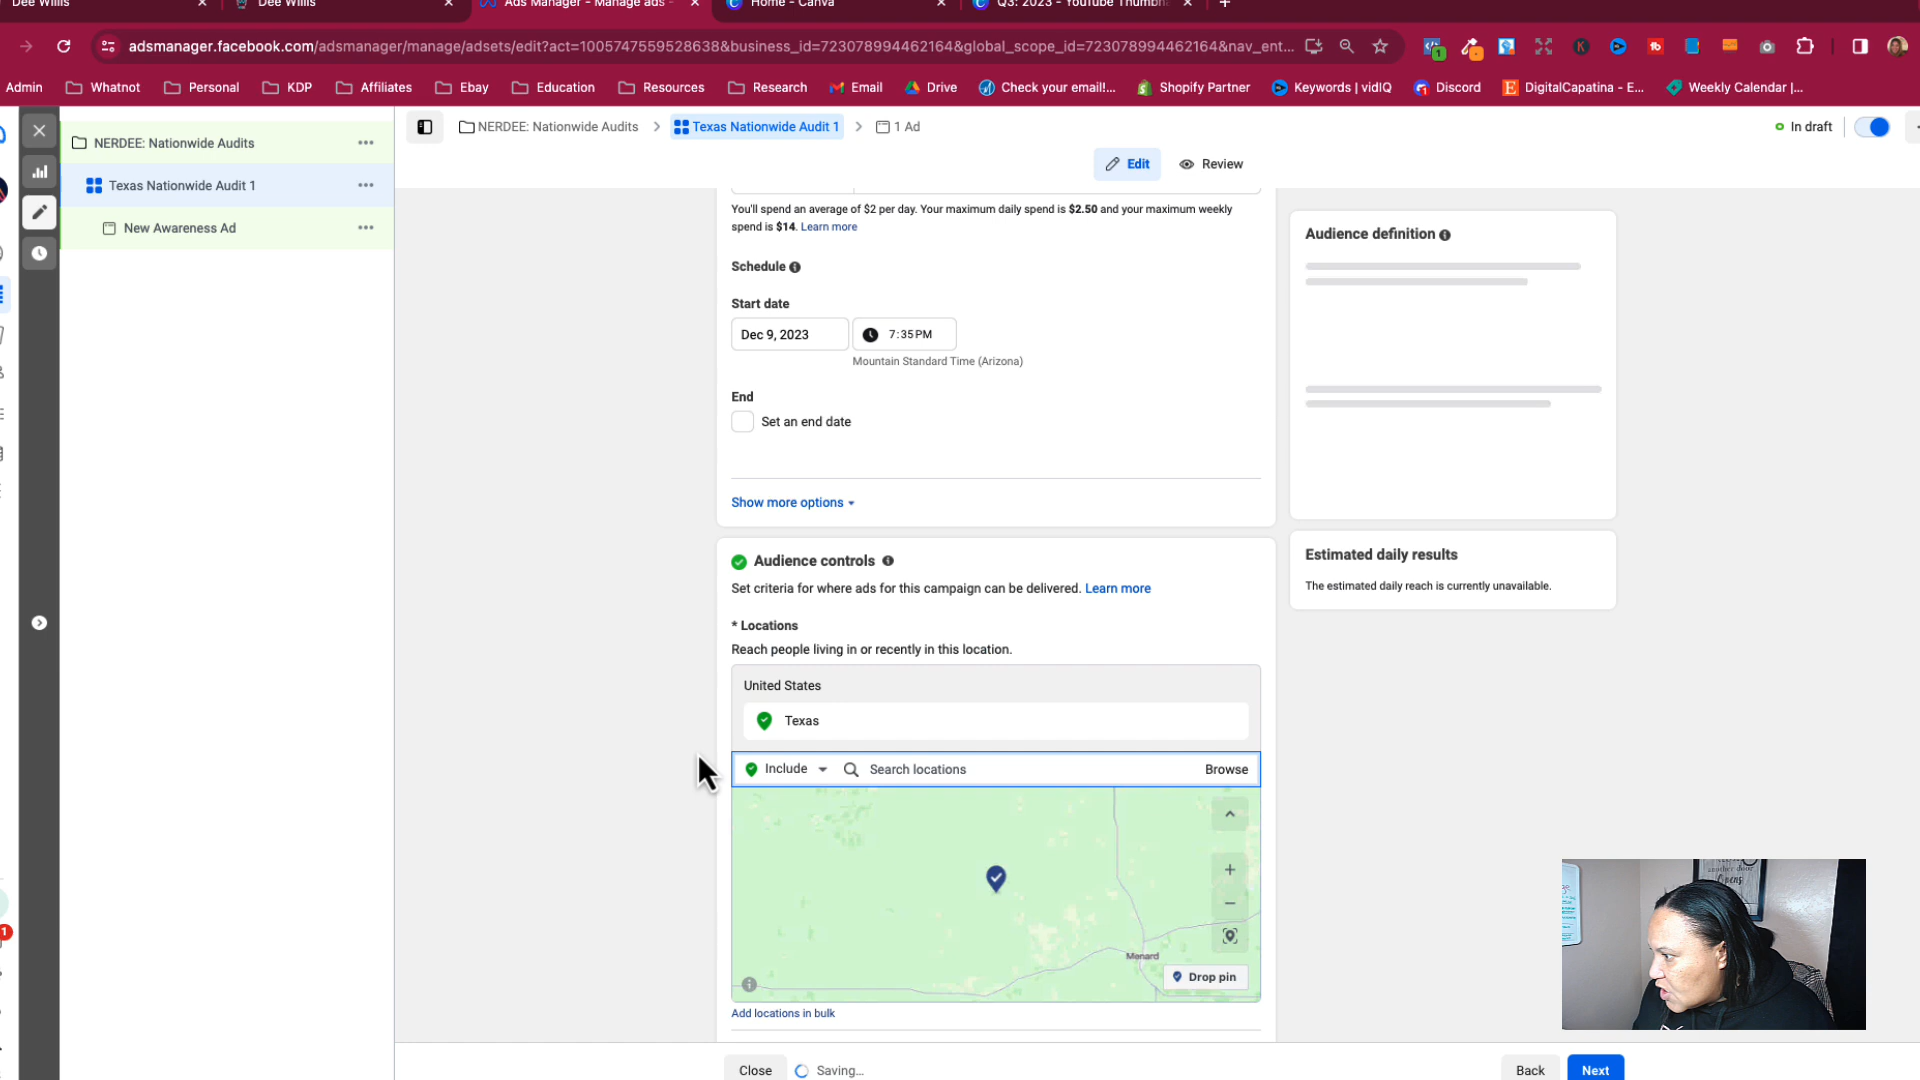 Dee Willis
Dee Willis
Ads Manager - Manage ads -
Home - Canva
Q3: 2023 - YouTube Thumbn
adsmanager.facebook.com/adsmanager/manage/adsets/edit?act=1005747559528638&business_id=723078994462164&global_scope_id=723078994462164&nav_ent...
Admin Whatnot Personal KDP Affiliates Ebay Education Resources Research Email Drive Check your email!... Shopify Partner Keywords | vidIQ Discord DigitalCapatina - E... Weekly Calendar |...
NERDEE: Nationwide Audits
Texas Nationwide Audit 1
New Awareness Ad
NERDEE: Nationwide Audits > Texas Nationwide Audit 1 > 1 Ad
In draft
Edit
Review
You'll spend an average of $2 per day. Your maximum daily spend is $2.50 and your maximum weekly
spend is $14. Learn more
Schedule
Start date
Dec 9, 2023 7:35PM
Mountain Standard Time (Arizona)
End
Set an end date
Show more options
Audience controls
Set criteria for where ads for this campaign can be delivered. Learn more
* Locations
Reach people living in or recently in this location.
United States
Texas
Include Search locations Browse
Menard
Drop pin
Add locations in bulk
Close Saving...
Back Next
Audience definition
Estimated daily results
The estimated daily reach is currently unavailable.
1
1
another door
Opens